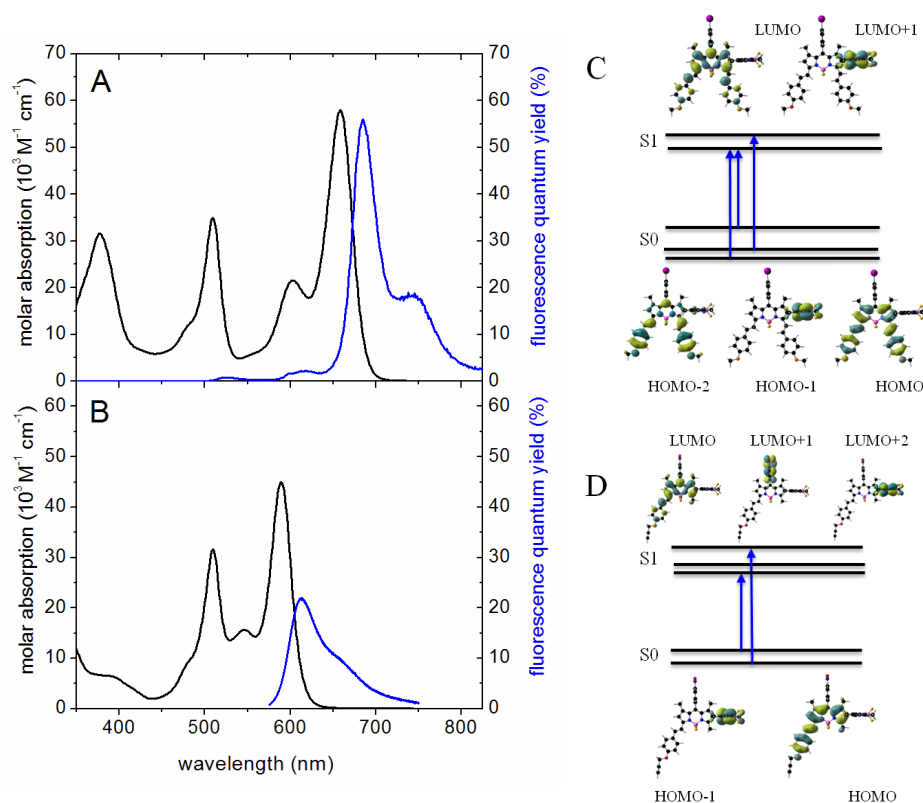 A
70
60
50
40
30
20
10
0
molar absorption (10³ M⁻¹ cm⁻¹)
70
60
50
40
30
20
10
0
fluorescence quantum yield (%)
B
60
50
40
30
20
10
0
molar absorption (10³ M⁻¹ cm⁻¹)
60
50
40
30
20
10
0
fluorescence quantum yield (%)
400 500 600 700 800
wavelength (nm)
C
LUMO LUMO+1
S1
S0
HOMO-2 HOMO-1 HOMO
D
LUMO LUMO+1 LUMO+2
S1
S0
HOMO-1 HOMO